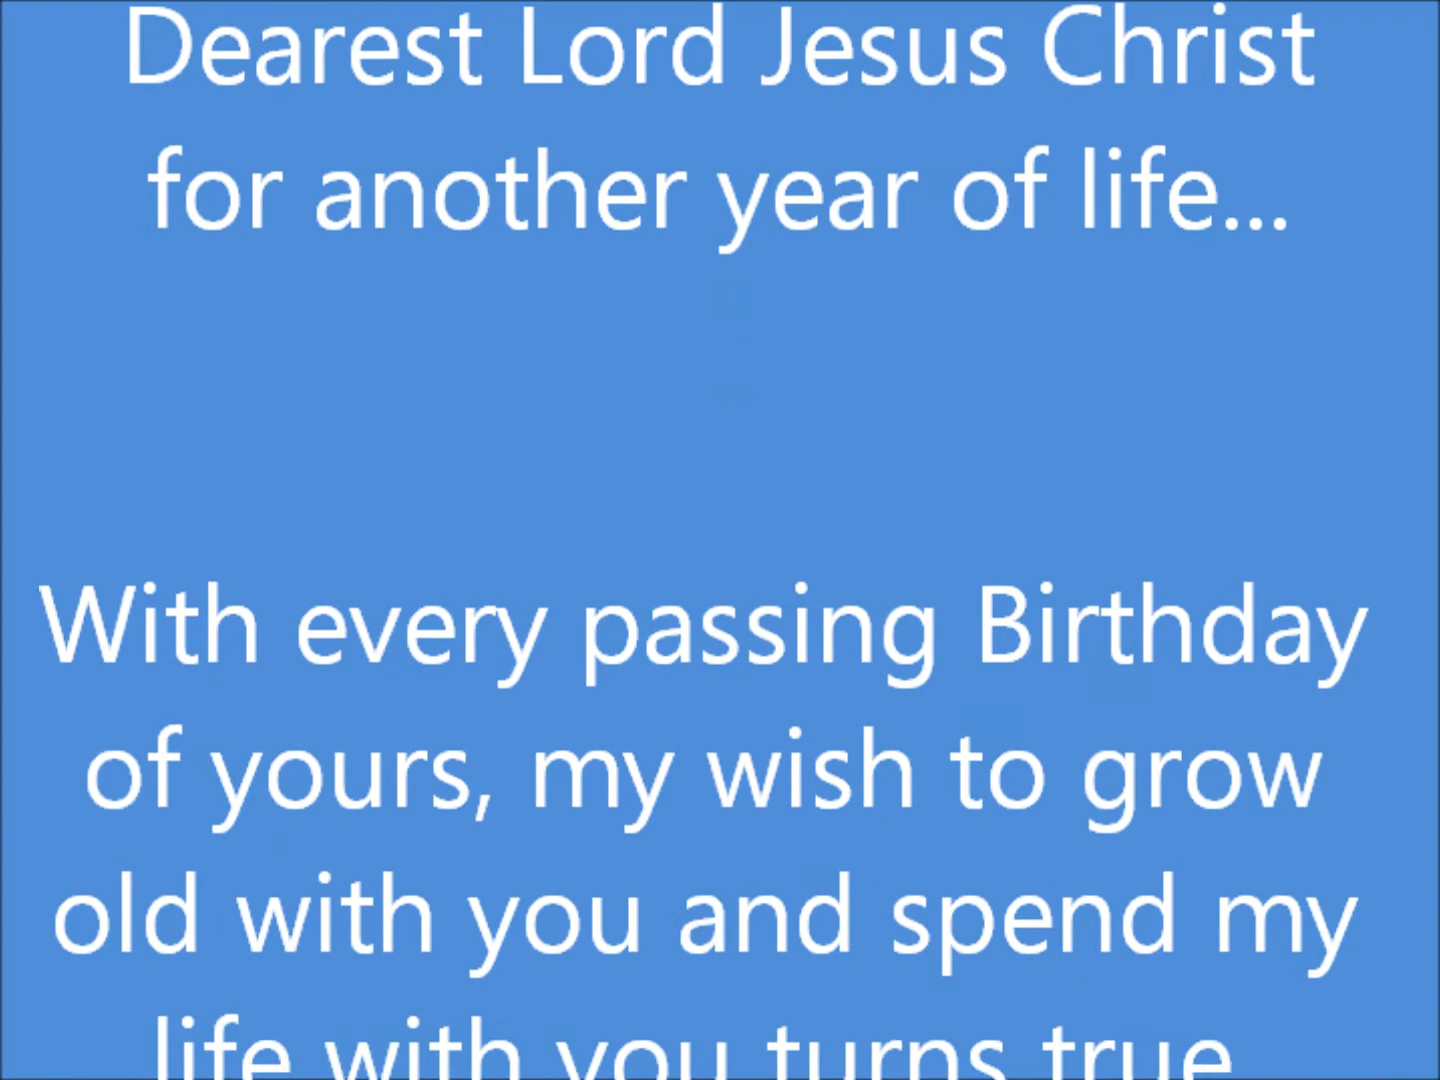 Dearest Lord Jesus Christ
for another year of life...
With every passing Birthday
of yours, my wish to grow
old with you and spend my
life with you turns true